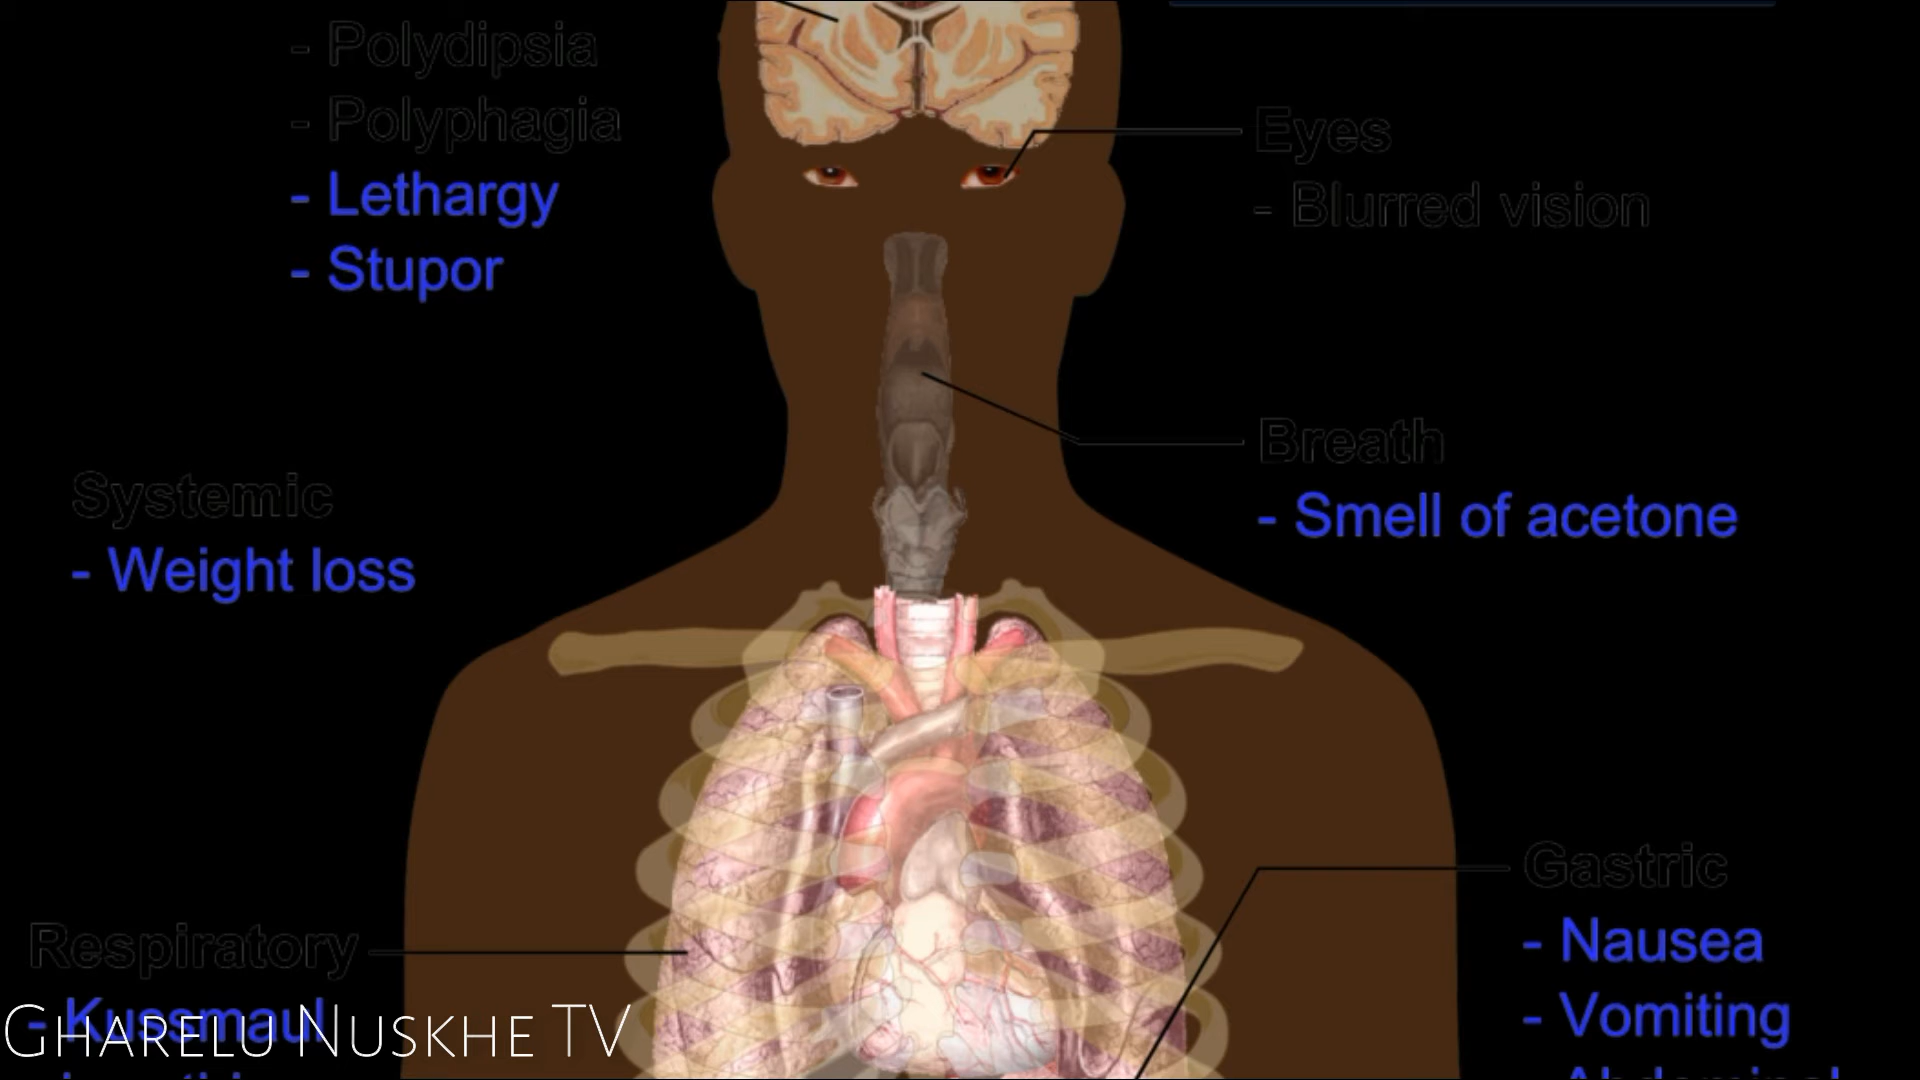 - Polydipsia
- Polyphagia
- Lethargy
- Stupor
Eyes
- Blurred vision
Breath
- Smell of acetone
Systemic
- Weight loss
Gastric
- Nausea
- Vomiting
Respiratory
- Kussmaul
GHARELU NUSKHE TV